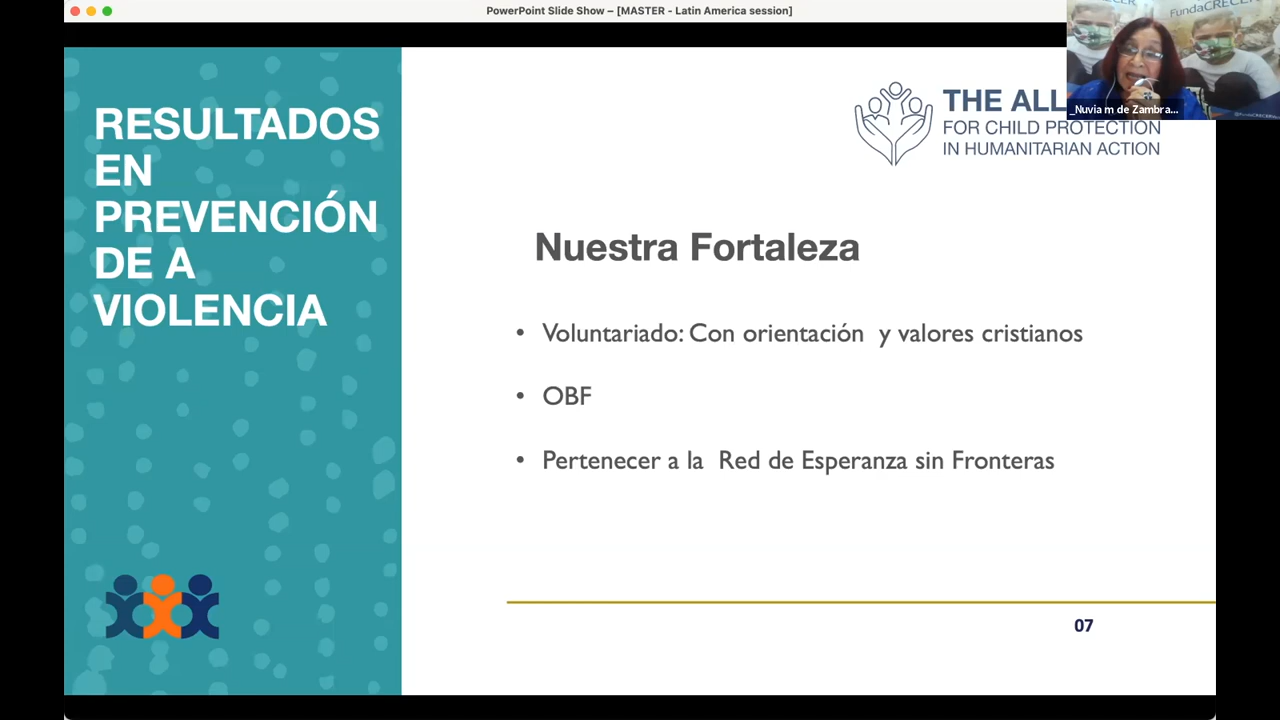 PowerPoint Slide Show – [MASTER - Latin America session]
FundaCRECER
_Nuvia m de Zambra...
RESULTADOS
EN
PREVENCIÓN
DE A
VIOLENCIA
THE ALL
FOR CHILD PROTECTION
IN HUMANITARIAN ACTION
Nuestra Fortaleza
• Voluntariado: Con orientación y valores cristianos
• OBF
• Pertenecer a la Red de Esperanza sin Fronteras
07